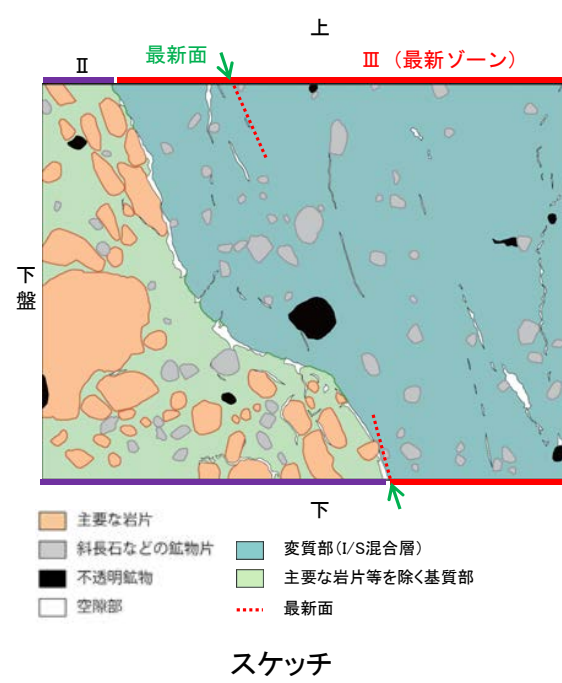 上
Ⅱ
最新面
Ⅲ（最新ゾーン）
下
盤
下
主要な岩片
斜長石などの鉱物片
不透明鉱物
空隙部
変質部(I/S混合層)
主要な岩片等を除く基質部
最新面
スケッチ